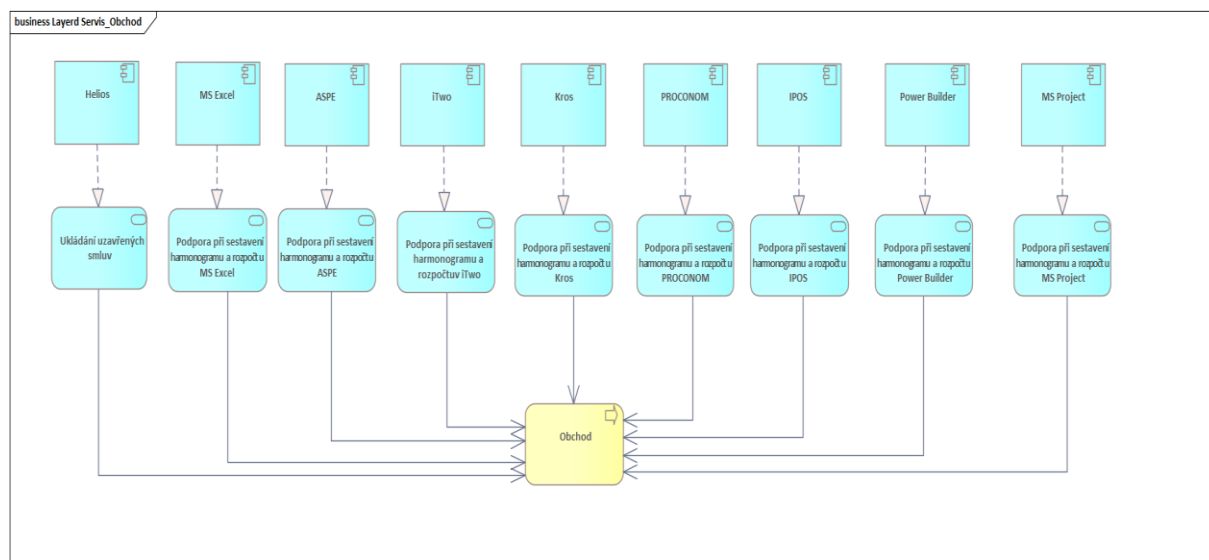 business Layerd Servis_Obchod
Helios
MS Excel
ASPE
iTwo
Kros
PROCONOM
IPOS
Power Builder
MS Project
Ukládání uzavřených
smluv
Podpora při sestavení
harmonogramu a rozpočtu
MS Excel
Podpora při sestavení
harmonogramu a rozpočtu
ASPE
Podpora při sestavení
harmonogramu a
rozpočtuv iTwo
Podpora při sestavení
harmonogramu a rozpočtu
Kros
Podpora při sestavení
harmonogramu a rozpočtu
PROCONOM
Podpora při sestavení
harmonogramu a rozpočtu
IPOS
Podpora při sestavení
harmonogramu a rozpočtu
Power Builder
Podpora při sestavení
harmonogramu a rozpočtu
MS Project
Obchod